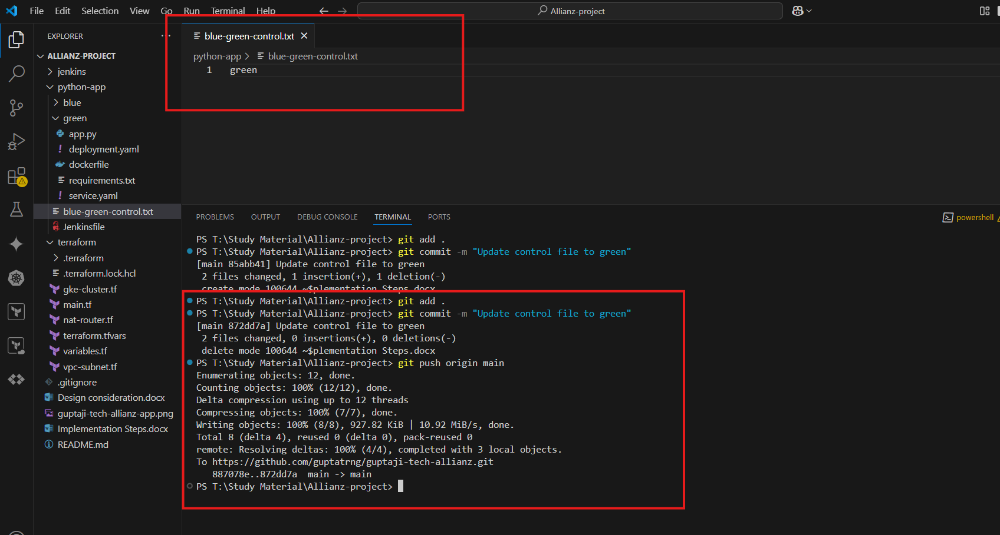 File Edit Selection View Go Run Terminal Help
Allianz-project
EXPLORER
ALLIANZ-PROJECT
jenkins
python-app
blue
green
app.py
deployment.yaml
dockerfile
requirements.txt
service.yaml
blue-green-control.txt
Jenkinsfile
terraform
.terraform
.terraform.lock.hcl
gke-cluster.tf
main.tf
nat-router.tf
terraform.tfvars
variables.tf
vpc-subnet.tf
.gitignore
Design consideration.docx
guptaji-tech-allianz-app.png
Implementation Steps.docx
README.md
blue-green-control.txt
python-app > blue-green-control.txt
1 green
PROBLEMS OUTPUT DEBUG CONSOLE TERMINAL PORTS
powershell
PS T:\Study Material\Allianz-project> git add .
PS T:\Study Material\Allianz-project> git commit -m "Update control file to green"
[main 85abb41] Update control file to green
2 files changed, 1 insertion(+), 1 deletion(-)
create mode 100644 ~$plementation Steps.docx
PS T:\Study Material\Allianz-project> git add .
PS T:\Study Material\Allianz-project> git commit -m "Update control file to green"
[main 872dd7a] Update control file to green
2 files changed, 0 insertions(+), 0 deletions(-)
delete mode 100644 ~$plementation Steps.docx
PS T:\Study Material\Allianz-project> git push origin main
Enumerating objects: 12, done.
Counting objects: 100% (12/12), done.
Delta compression using up to 12 threads
Compressing objects: 100% (7/7), done.
Writing objects: 100% (8/8), 927.82 KiB | 10.92 MiB/s, done.
Total 8 (delta 4), reused 0 (delta 0), pack-reused 0
remote: Resolving deltas: 100% (4/4), completed with 3 local objects.
To https://github.com/guptatrng/guptaji-tech-allianz.git
887078e..872dd7a main -> main
PS T:\Study Material\Allianz-project>